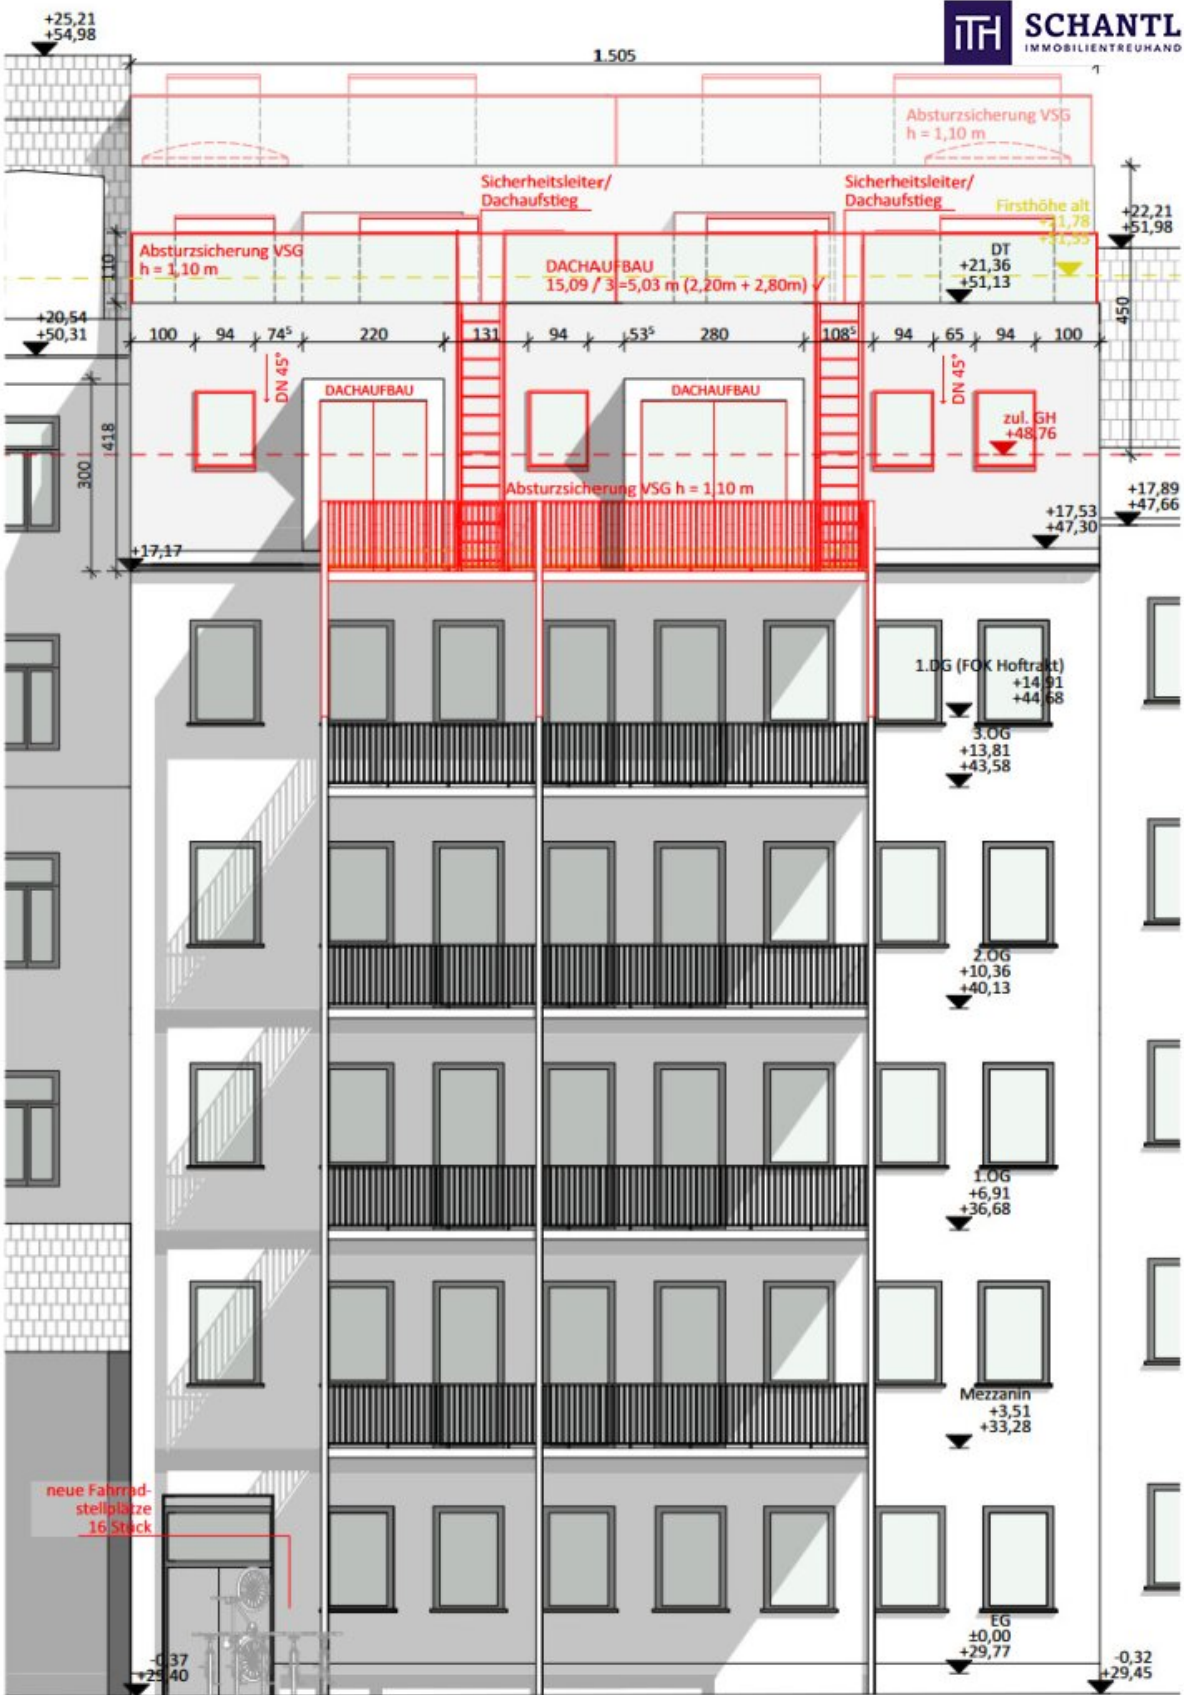 +25,21
+54,98
iTH SCHANTL
IMMOBILIENTREUHAND
1.505
Absturzsicherung VSG
h = 1,10 m
Sicherheitsleiter/
Dachaufstieg
Sicherheitsleiter/
Dachaufstieg
Firsthöhe alt
+22,21
+51,98
Absturzsicherung VSG
h = 1,10 m
110
DACHAUFBAU
15,09 / 3 =5,03 m (2,20m + 2,80m) ✓
DT
+21,36
+51,13
+20,54
+50,31
450
100 94 74⁵ 220 131 94 53⁵ 280 108⁵ 94 65 94 100
DN 45°
DN 45°
DACHAUFBAU
DACHAUFBAU
zul. GH
+48,76
418
300
Absturzsicherung VSG h = 1,10 m
+17,89
+47,66
+17,53
+47,30
+17,17
1.DG (FOK Hoftrakt)
+14,91
+44,68
3.OG
+13,81
+43,58
2.OG
+10,36
+40,13
1.OG
+6,91
+36,68
Mezzanin
+3,51
+33,28
neue Fahrrad-
stellplätze
16 Stück
EG
±0,00
+29,77
-0,37
+29,40
-0,32
+29,45